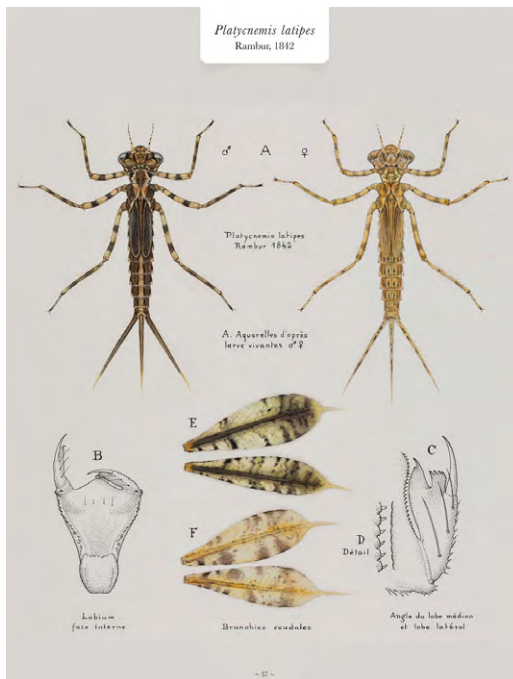 Platycnemis latipes
Rambur, 1842
♂ A ♀
Platycnemis latipes
Rambur 1842
A. Aquarelles d'après
larve vivantes ♂ ♀
E
B
C
F
D
Détail
Labium
face interne
Branchies caudales
Angle du lobe médian
et lobe latéral
~ 37 ~